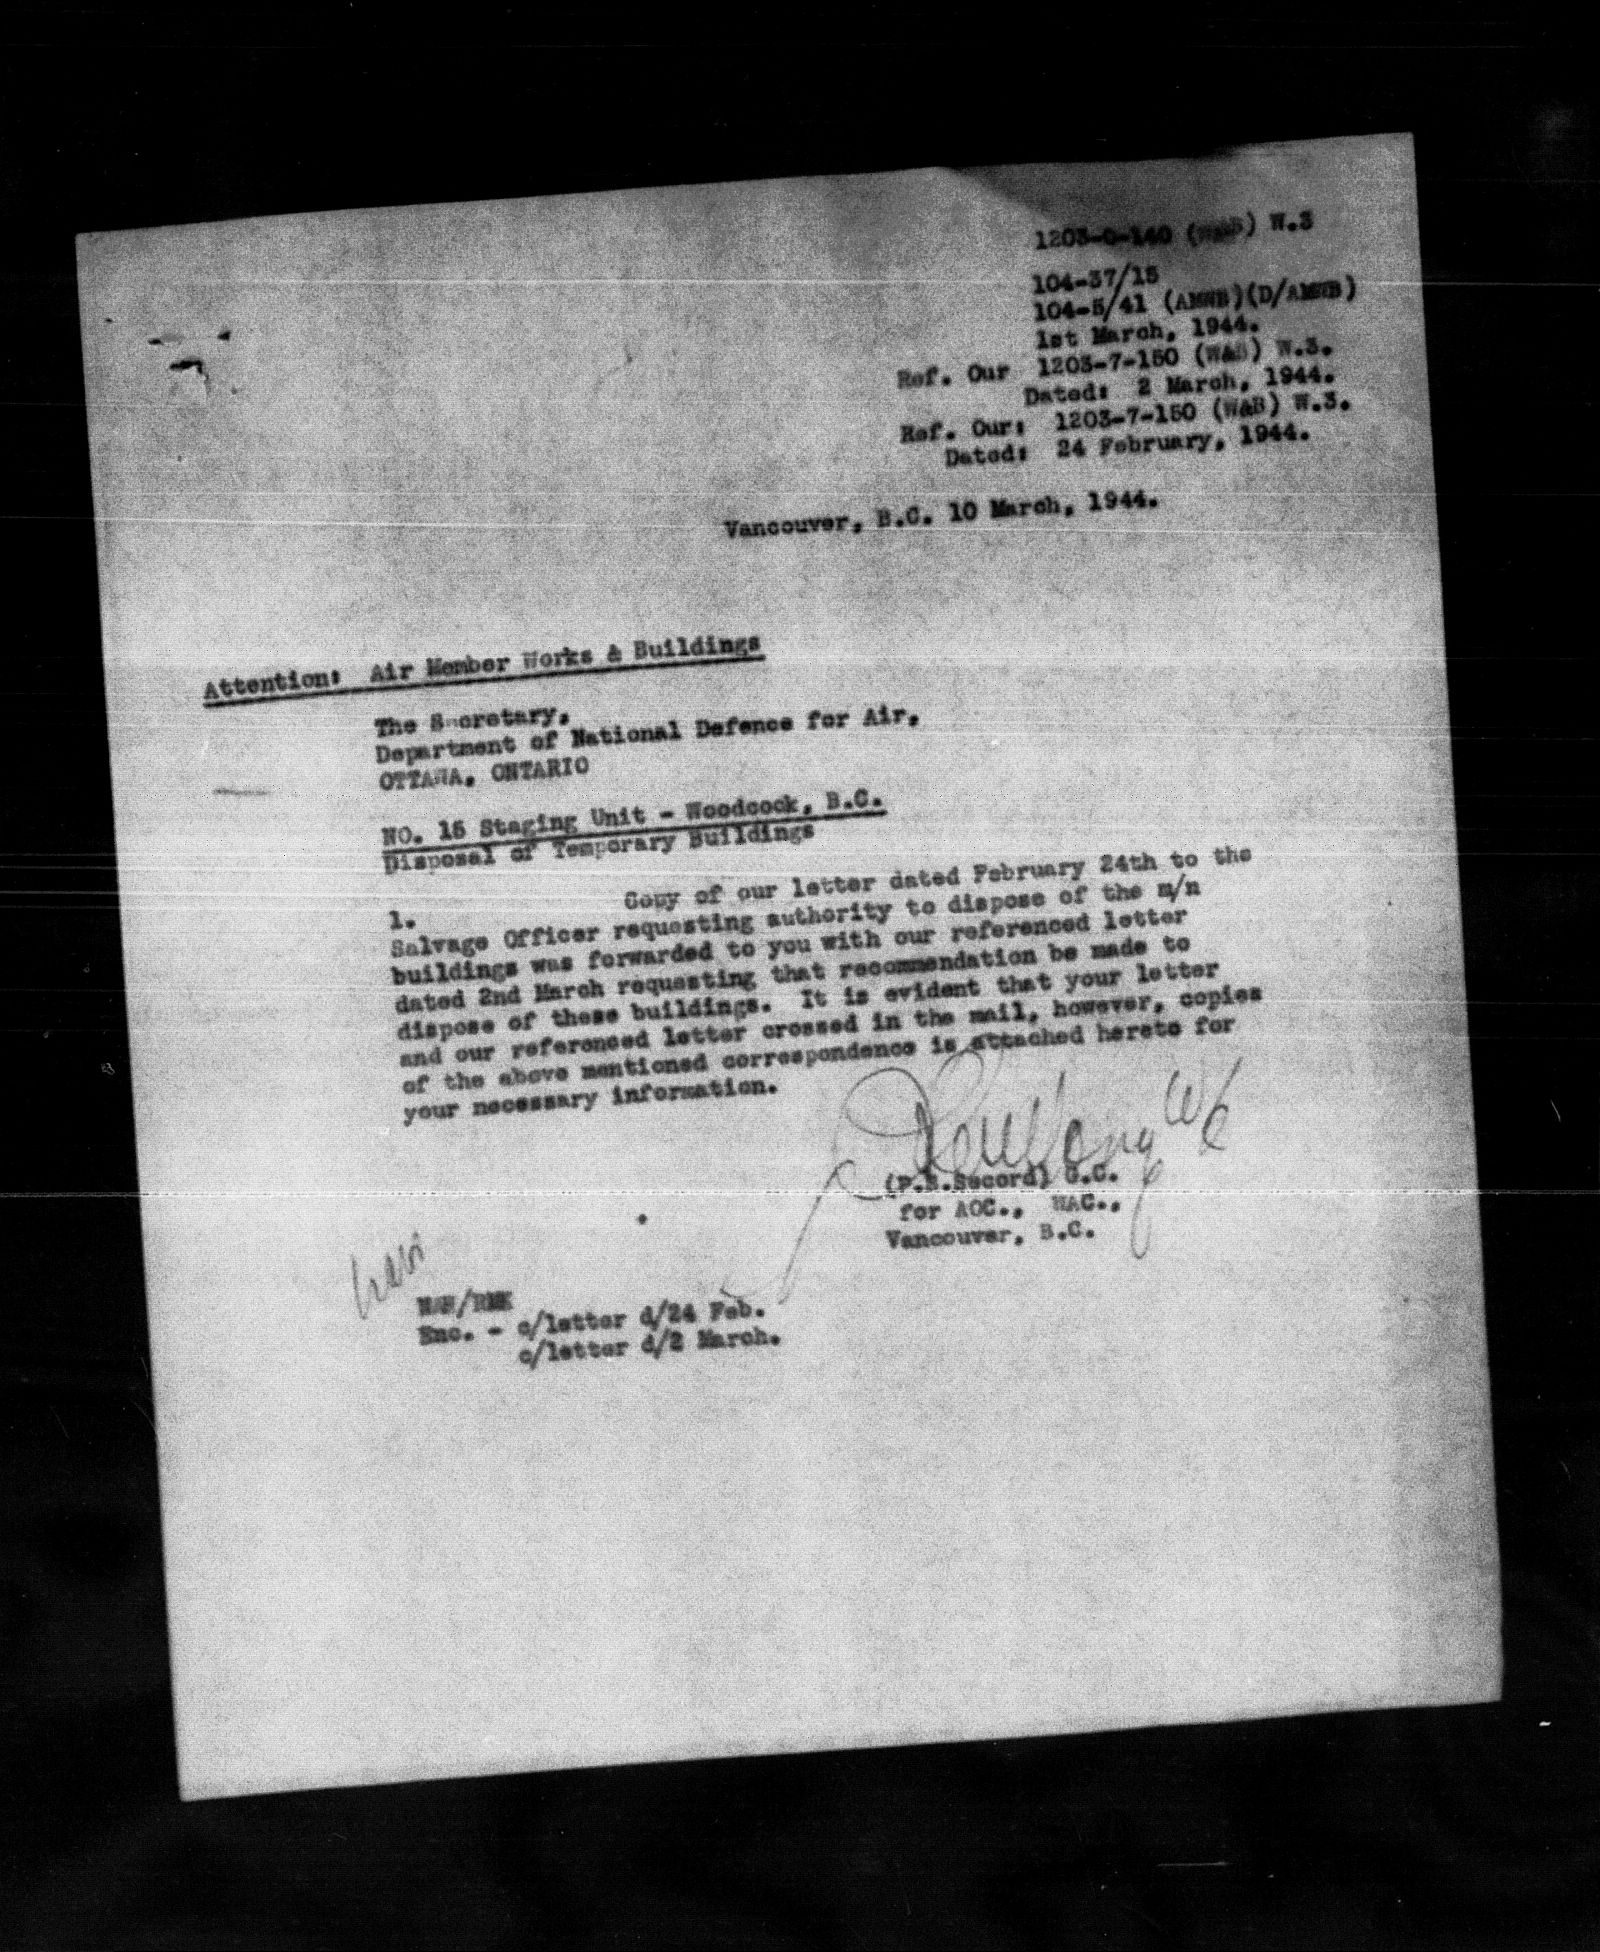 1203-0-140 (W&B) W.3
104-37/15
104-5/41 (AMWB)(D/AMWB)
1st March, 1944.
Ref. Our 1203-7-150 (W&B) W.3.
Dated: 2 March, 1944.
Ref. Our: 1203-7-150 (W&B) W.3.
Dated: 24 February, 1944.
Vancouver, B.C. 10 March, 1944.
Attention: Air Member Works & Buildings
The Secretary,
Department of National Defence for Air,
OTTAWA, ONTARIO
NO. 15 Staging Unit - Woodcock, B.C.
Disposal of Temporary Buildings
1. Copy of our letter dated February 24th to the
Salvage Officer requesting authority to dispose of the m/n
buildings was forwarded to you with our referenced letter
dated 2nd March requesting that recommendation be made to
dispose of these buildings. It is evident that your letter
and our referenced letter crossed in the mail, however, copies
of the above mentioned correspondence is attached hereto for
your necessary information.
(P.B.Secord) G.C.
for AOC., WAC.,
Vancouver, B.C.
Enc. - c/letter d/24 Feb.
c/letter d/2 March.